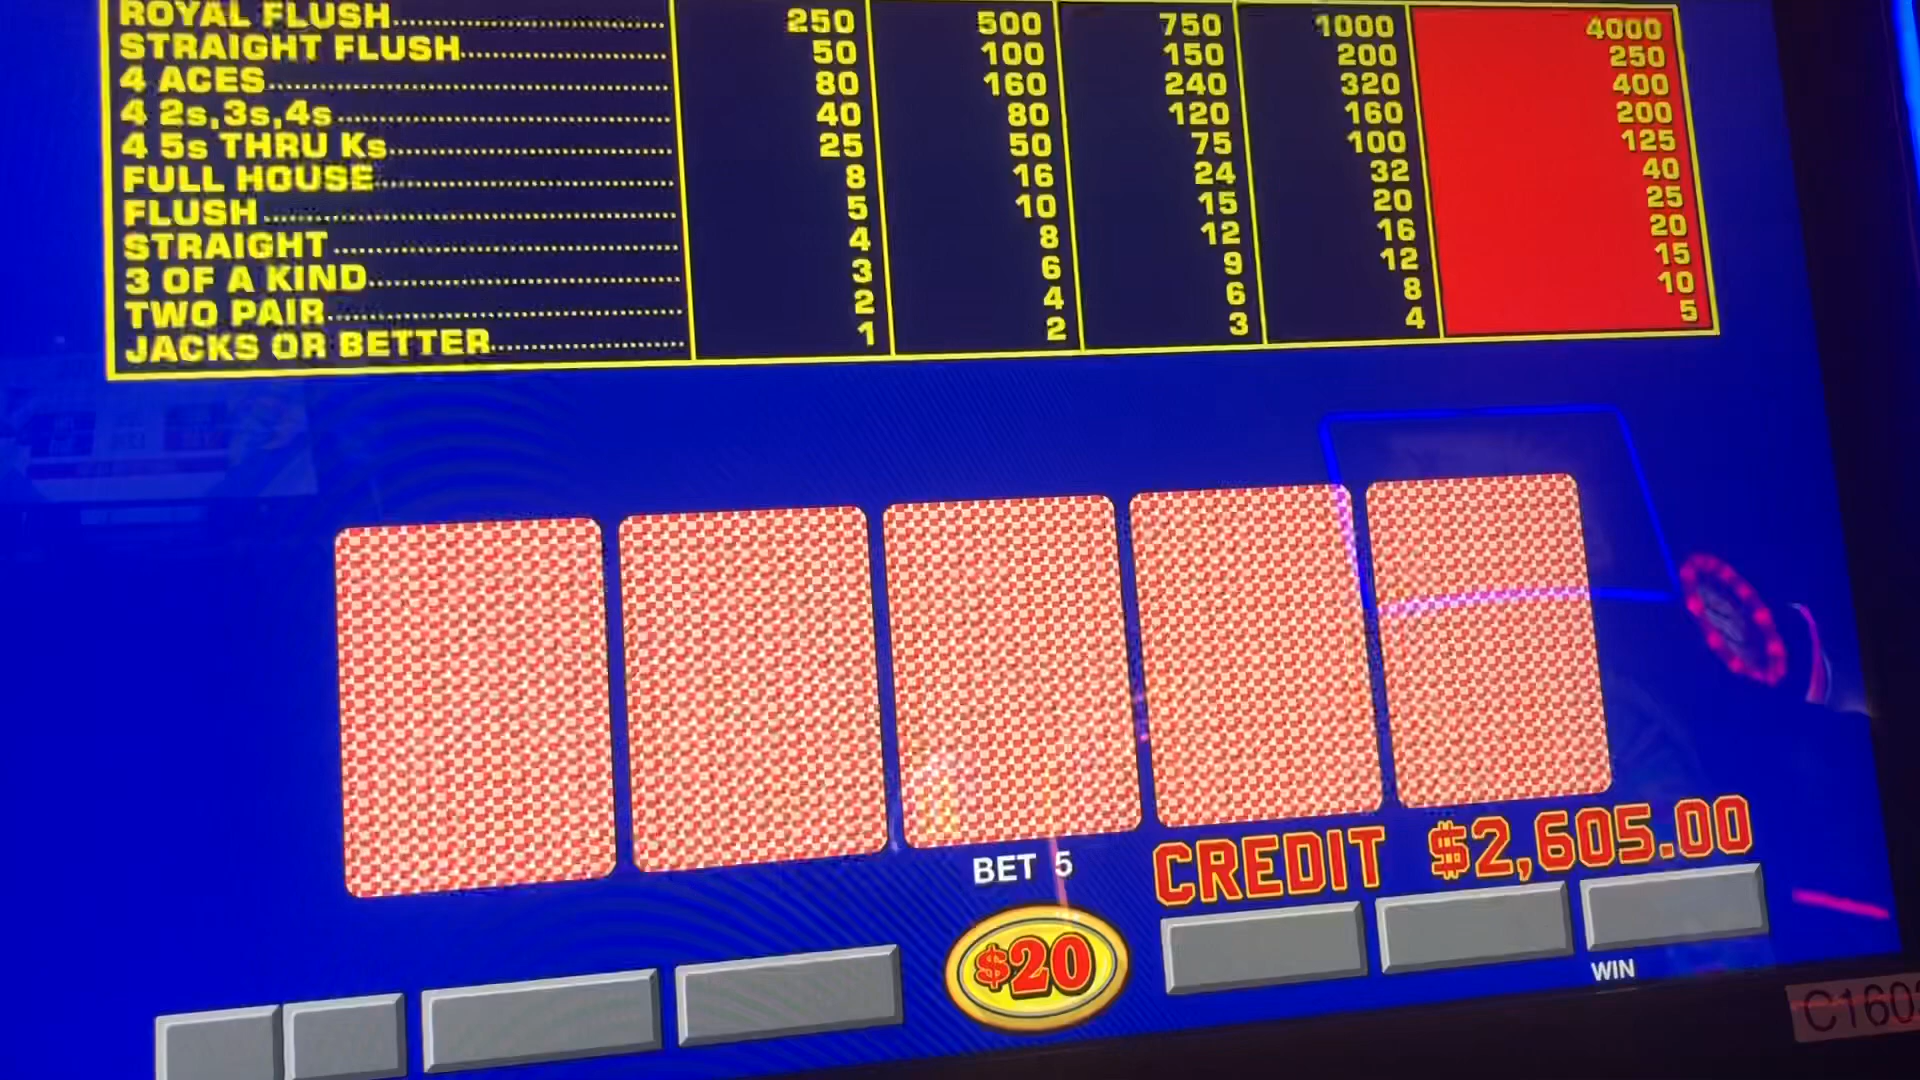 ROYAL FLUSH 250 500 750 1000 4000
STRAIGHT FLUSH 50 100 150 200 250
4 ACES 80 160 240 320 400
4 2s,3s,4s 40 80 120 160 200
4 5s THRU Ks 25 50 75 100 125
FULL HOUSE 8 16 24 32 40
FLUSH 5 10 15 20 25
STRAIGHT 4 8 12 16 20
3 OF A KIND 3 6 9 12 15
TWO PAIR 2 4 6 8 10
JACKS OR BETTER 1 2 3 4 5
BET 5
CREDIT $2,605.00
$20
WIN